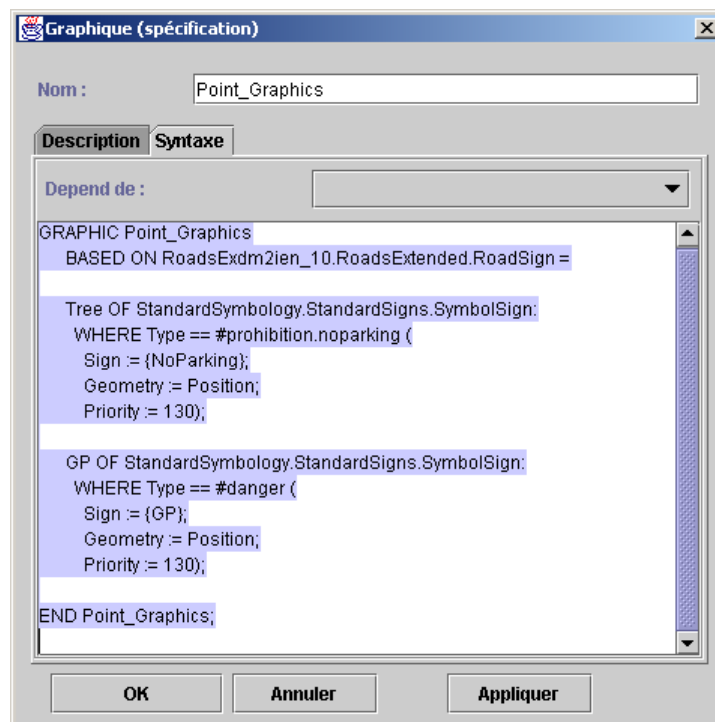 Graphique (spécification)
Nom :
Point_Graphics
Description Syntaxe
Depend de :
GRAPHIC Point_Graphics
BASED ON RoadsExdm2ien_10.RoadsExtended.RoadSign =
Tree OF StandardSymbology.StandardSigns.SymbolSign:
WHERE Type == #prohibition.noparking (
Sign := {NoParking};
Geometry := Position;
Priority := 130);
GP OF StandardSymbology.StandardSigns.SymbolSign:
WHERE Type == #danger (
Sign := {GP};
Geometry := Position;
Priority := 130);
END Point_Graphics;
OK Annuler Appliquer